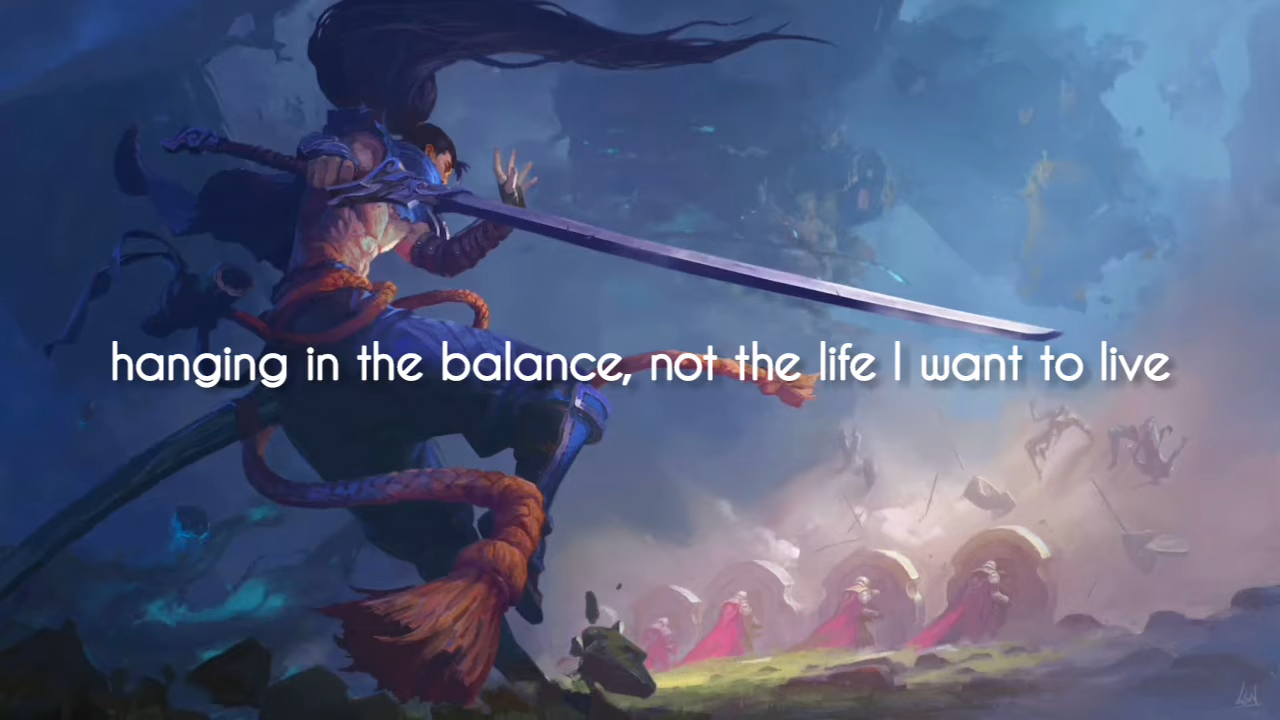 hanging in the balance, not the life I want to live